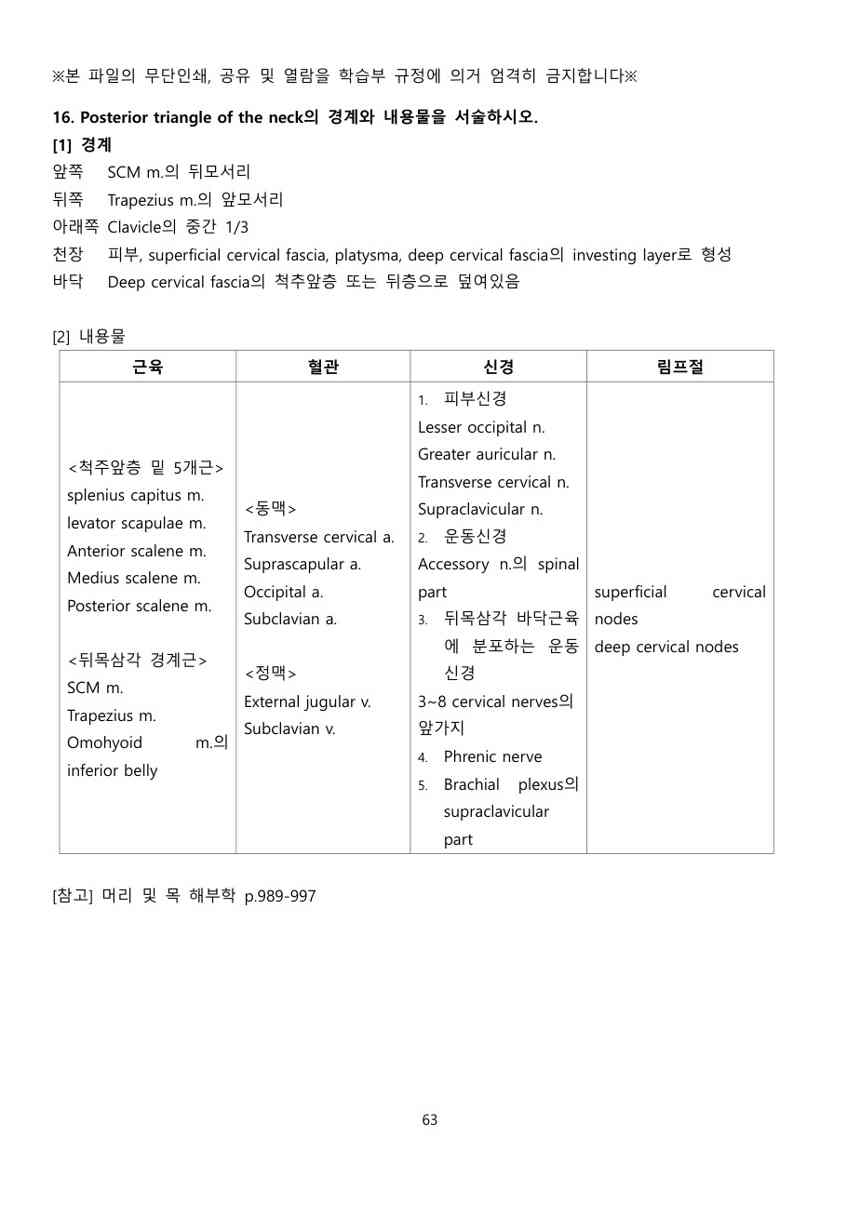 ※본 파일의 무단인쇄, 공유 및 열람을 학습부 규정에 의거 엄격히 금지합니다※
16. Posterior triangle of the neck의 경계와 내용물을 서술하시오.
[1] 경계
앞쪽 SCM m.의 뒤모서리
뒤쪽 Trapezius m.의 앞모서리
아래쪽 Clavicle의 중간 1/3
천장 피부, superficial cervical fascia, platysma, deep cervical fascia의 investing layer로 형성
바닥 Deep cervical fascia의 척추앞층 또는 뒤층으로 덮여있음
[2] 내용물
근육 혈관 신경 림프절
<척주앞층 밑 5개근>
splenius capitus m.
levator scapulae m.
Anterior scalene m.
Medius scalene m.
Posterior scalene m.
<뒤목삼각 경계근>
SCM m.
Trapezius m.
Omohyoid m.의
inferior belly
<동맥>
Transverse cervical a.
Suprascapular a.
Occipital a.
Subclavian a.
<정맥>
External jugular v.
Subclavian v.
1. 피부신경
Lesser occipital n.
Greater auricular n.
Transverse cervical n.
Supraclavicular n.
2. 운동신경
Accessory n.의 spinal
part
3. 뒤목삼각 바닥근육
에 분포하는 운동
신경
3~8 cervical nerves의
앞가지
4. Phrenic nerve
5. Brachial plexus의
supraclavicular
part
superficial cervical
nodes
deep cervical nodes
[참고] 머리 및 목 해부학 p.989-997
63